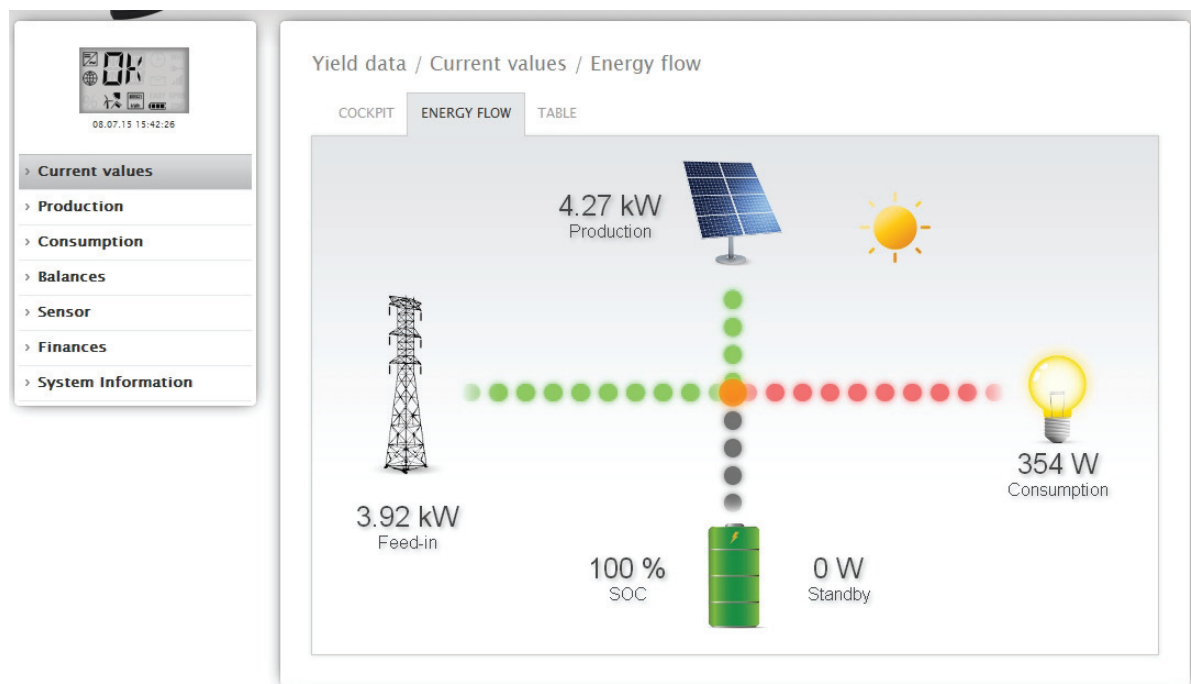 OK
08.07.15 15:42:26
› Current values
› Production
› Consumption
› Balances
› Sensor
› Finances
› System Information
Yield data / Current values / Energy flow
COCKPIT ENERGY FLOW TABLE
4.27 kW
Production
354 W
Consumption
3.92 kW
Feed-in
100 %
SOC
0 W
Standby